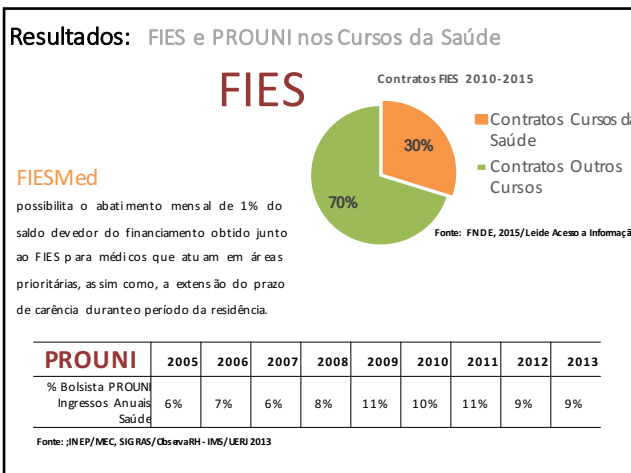 Resultados: FIES e PROUNI nos Cursos da Saúde
FIES
Contratos FIES 2010-2015
30%
70%
Contratos Cursos da
Saúde
Contratos Outros
Cursos
Fonte: FNDE, 2015/Lei de Acesso a Informaçã
FIESMed
possibilita o abatimento mensal de 1% do
saldo devedor do financiamento obtido junto
ao FIES para médicos que atuam em áreas
prioritárias, assim como, a extensão do prazo
de carência durante o período da residência.
PROUNI 2005 2006 2007 2008 2009 2010 2011 2012 2013
% Bolsista PROUNI
Ingressos Anuais 6% 7% 6% 8% 11% 10% 11% 9% 9%
Saúde
Fonte: ;INEP/MEC, SIGRAS/ObservaRH - IMS/UERJ 2013